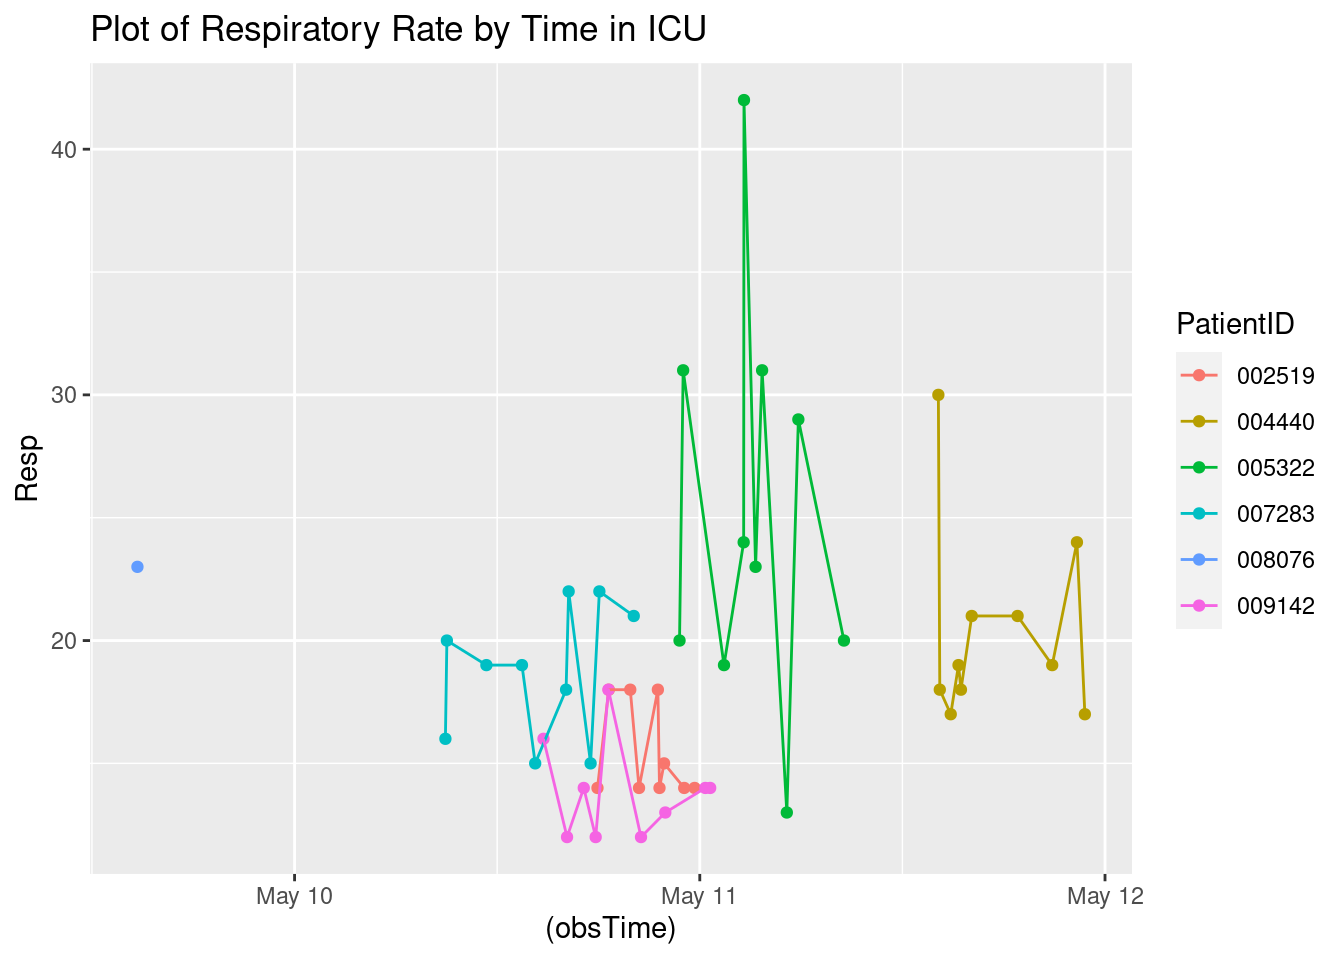 Plot of Respiratory Rate by Time in ICU
40
30
20
Resp
May 10
May 11
May 12
(obsTime)
PatientID
002519
004440
005322
007283
008076
009142